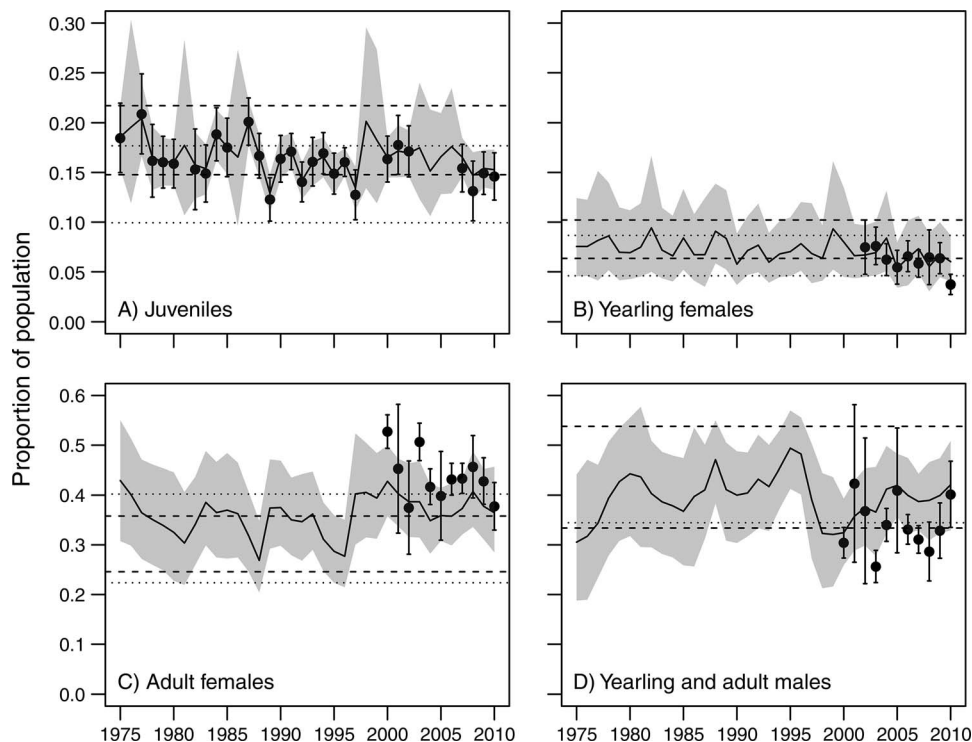 Proportion of population
0.30
0.25
0.20
0.15
0.10
0.05
0.00
A) Juveniles
B) Yearling females
0.6
0.5
0.4
0.3
0.2
0.1
0.0
C) Adult females
D) Yearling and adult males
1975 1980 1985 1990 1995 2000 2005 2010
1975 1980 1985 1990 1995 2000 2005 2010